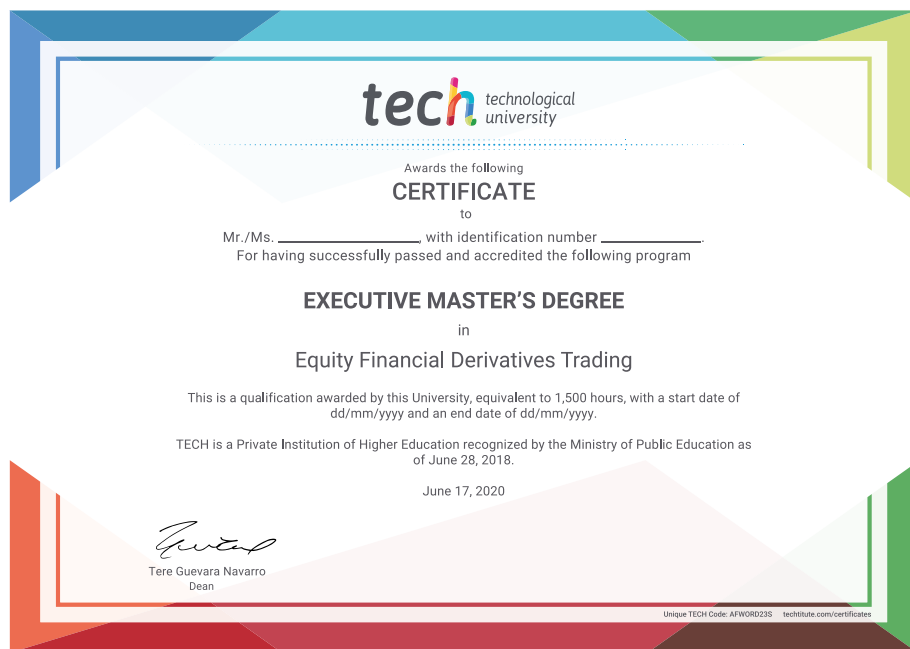 tech technological
university
Awards the following
CERTIFICATE
to
Mr./Ms. ____________________, with identification number ______________.
For having successfully passed and accredited the following program
EXECUTIVE MASTER'S DEGREE
in
Equity Financial Derivatives Trading
This is a qualification awarded by this University, equivalent to 1,500 hours, with a start date of
dd/mm/yyyy and an end date of dd/mm/yyyy.
TECH is a Private Institution of Higher Education recognized by the Ministry of Public Education as
of June 28, 2018.
June 17, 2020
Tere Guevara Navarro
Dean
Unique TECH Code: AFWORD23S techtitute.com/certificates